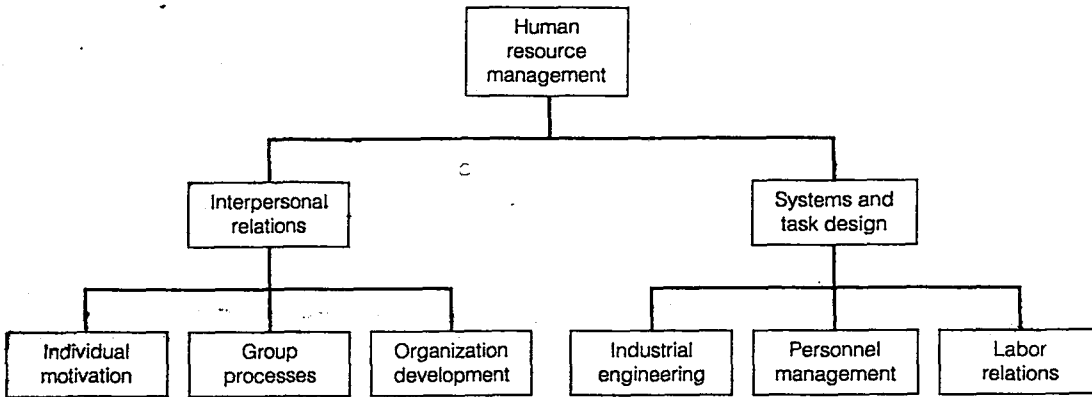 Human
resource
management
Interpersonal
relations
Systems and
task design
Individual
motivation
Group
processes
Organization
development
Industrial
engineering
Personnel
management
Labor
relations